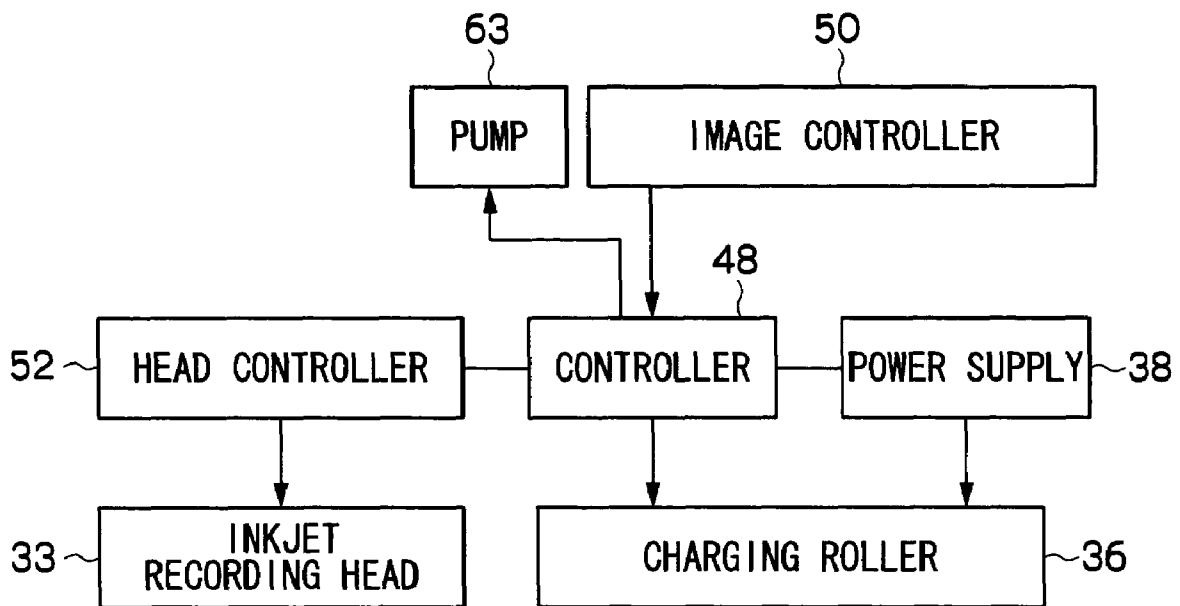 63
50
PUMP
IMAGE CONTROLLER
48
52
HEAD CONTROLLER
CONTROLLER
POWER SUPPLY
38
33
INKJET
RECORDING HEAD
CHARGING ROLLER
36